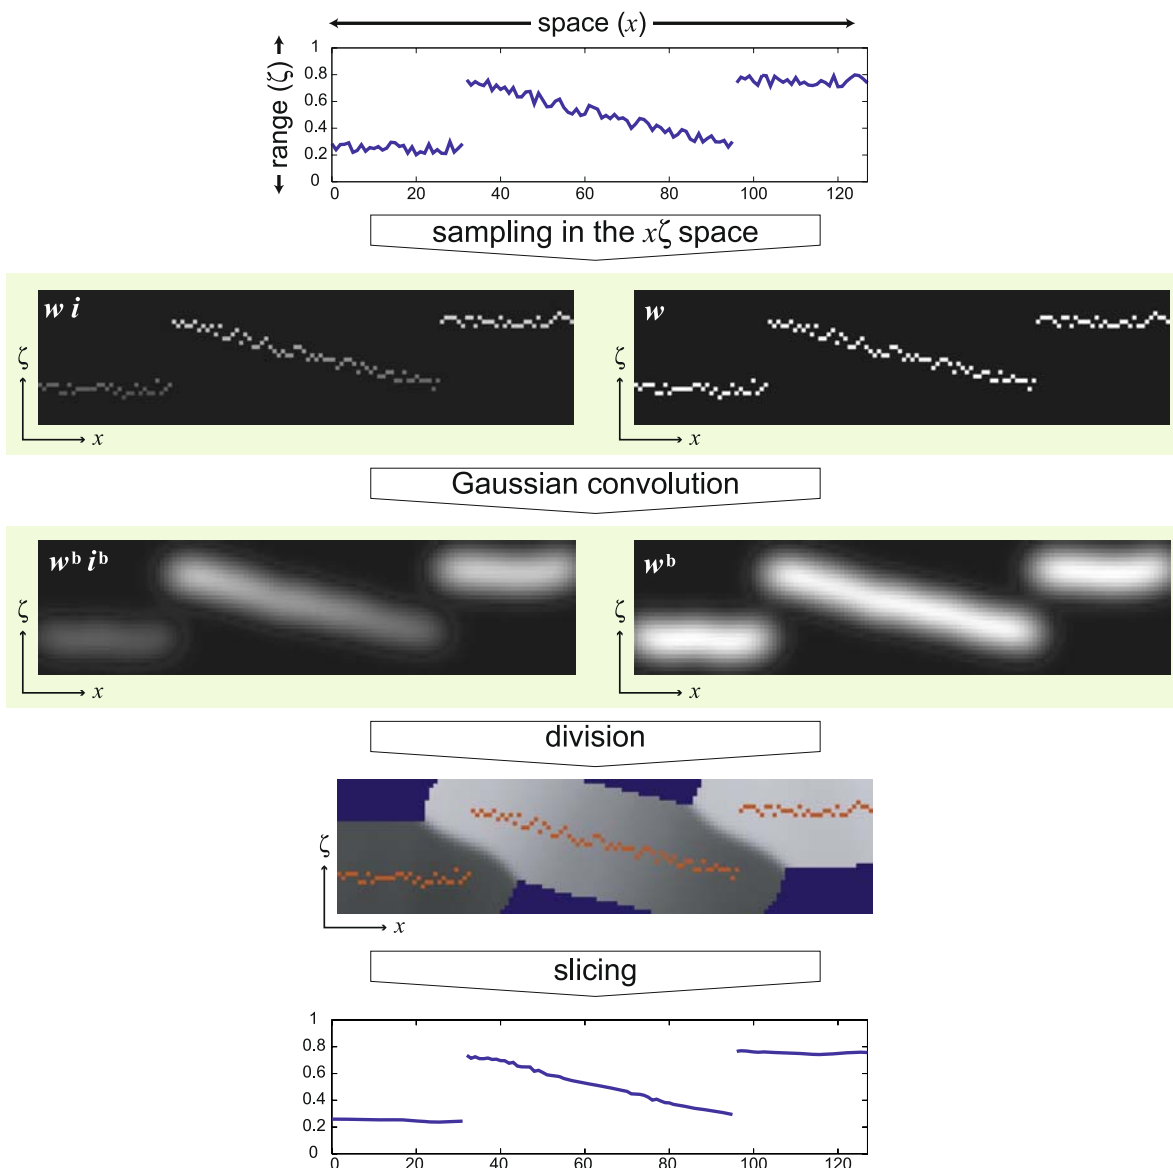 space (x)
range (ζ)
1
0.8
0.6
0.4
0.2
0
0 20 40 60 80 100 120
sampling in the xζ space
w i
w
ζ
x
ζ
x
Gaussian convolution
wᵇ iᵇ
wᵇ
ζ
x
ζ
x
division
ζ
x
slicing
1
0.8
0.6
0.4
0.2
0
0 20 40 60 80 100 120